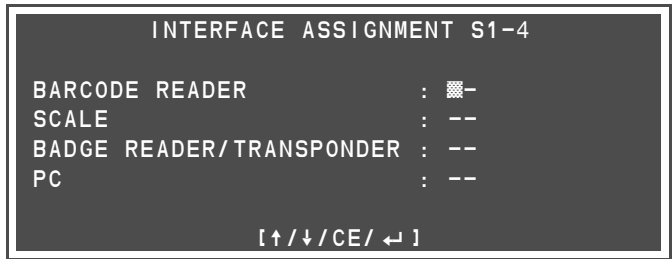 INTERFACE ASSIGNMENT S1-4
BARCODE READER : ▒-
SCALE : --
BADGE READER/TRANSPONDER : --
PC : --
[↑/↓/CE/↵]